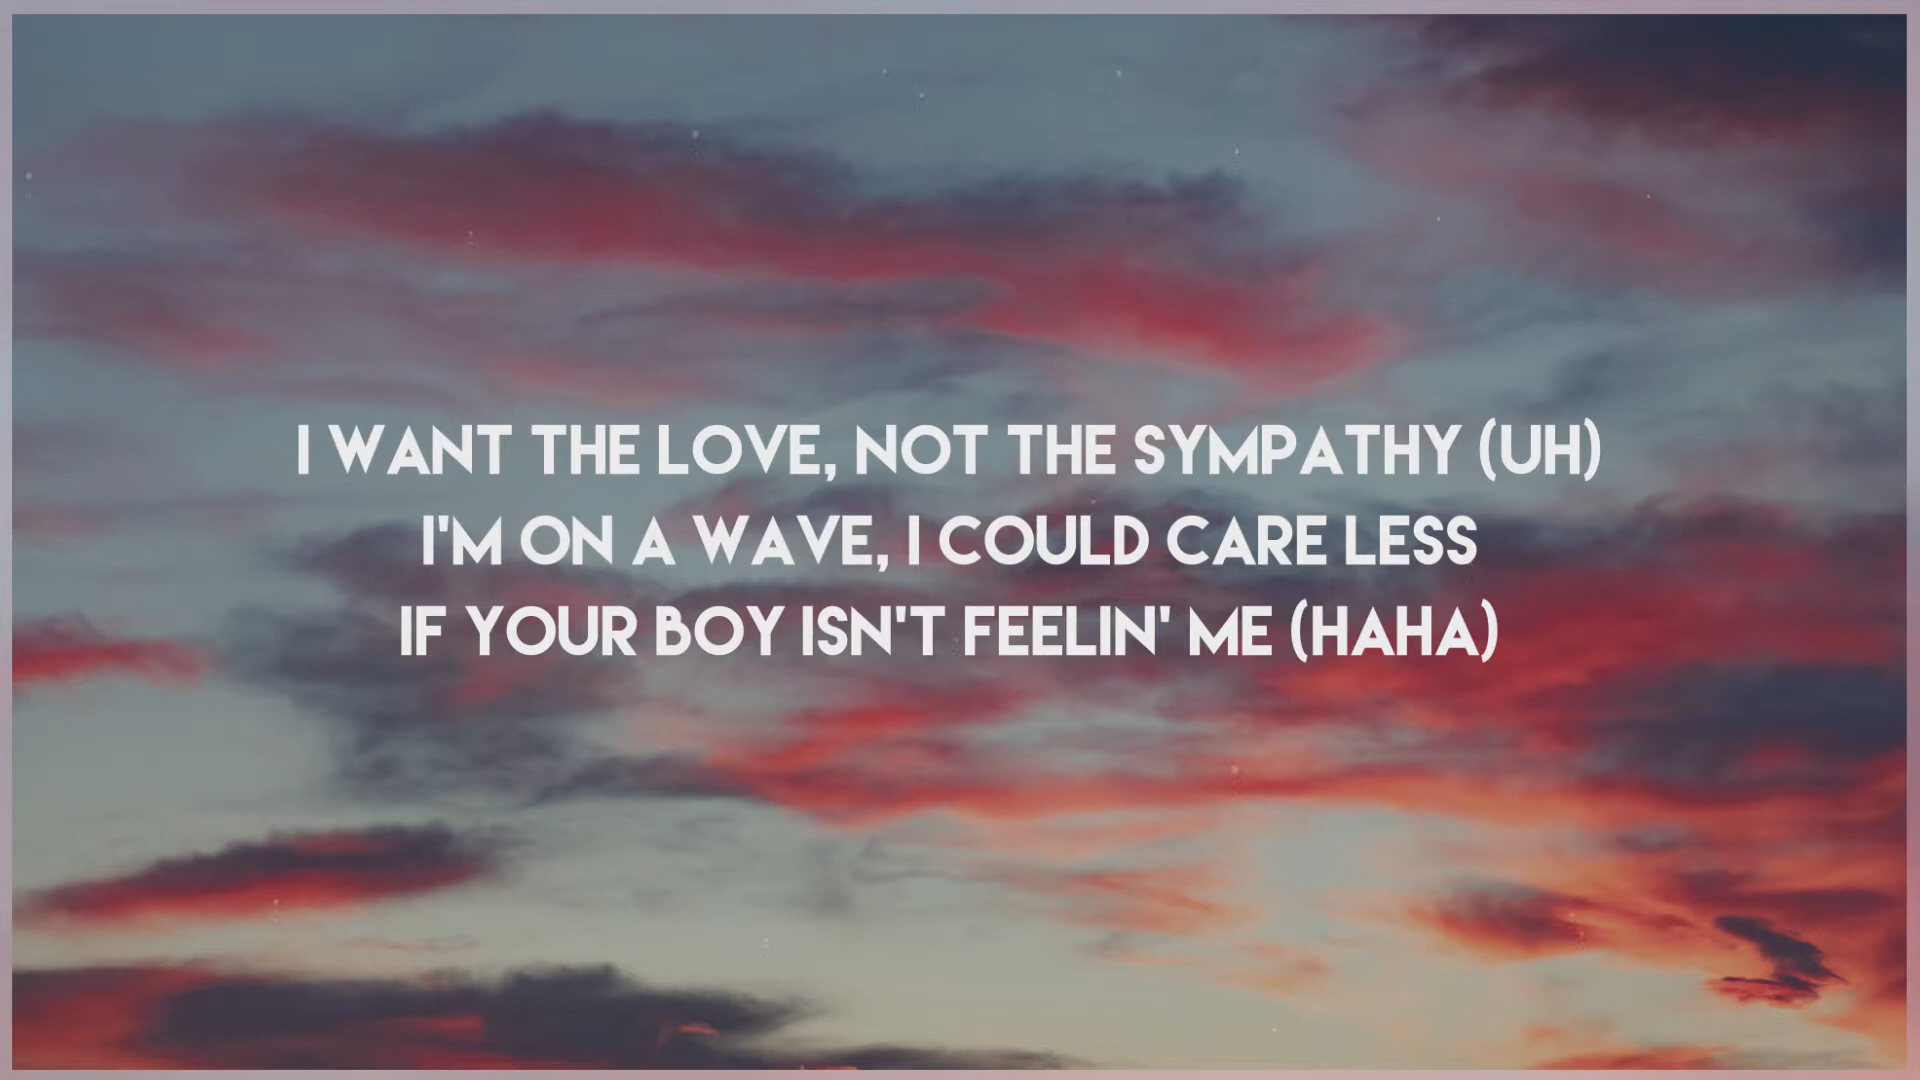 I WANT THE LOVE, NOT THE SYMPATHY (UH)
I'M ON A WAVE, I COULD CARE LESS
IF YOUR BOY ISN'T FEELIN' ME (HAHA)